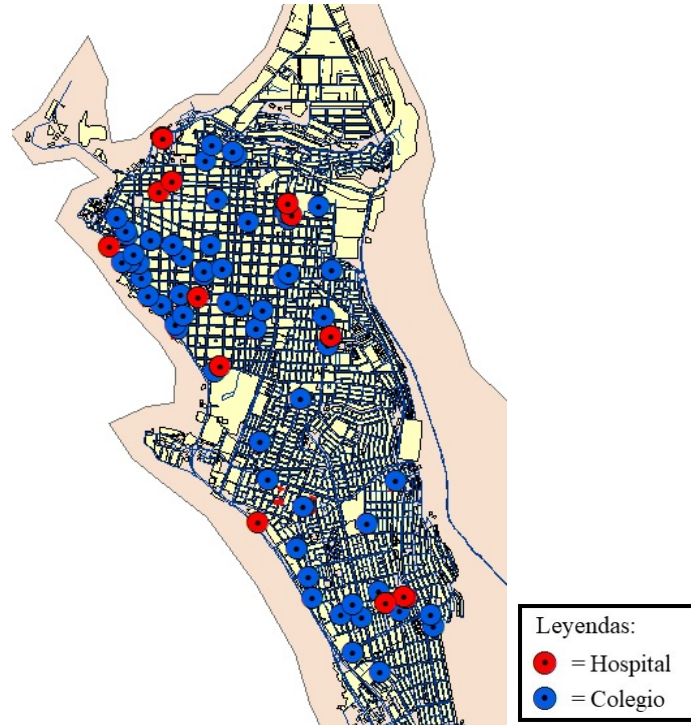 Leyendas:
= Hospital
= Colegio